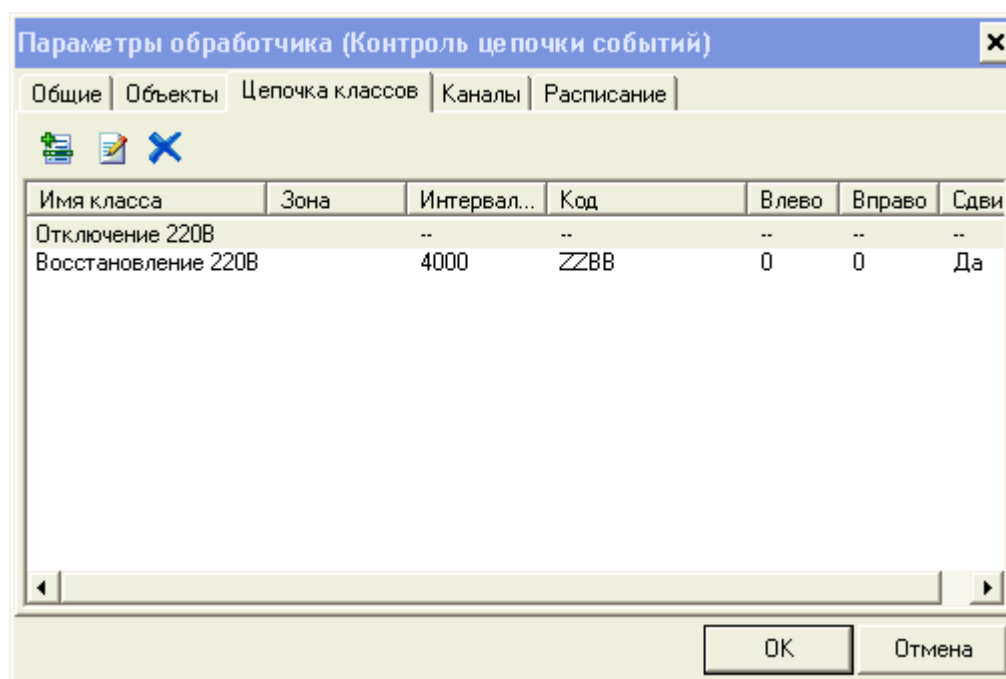 Параметры обработчика (Контроль цепочки событий)
Общие Объекты Цепочка классов Каналы Расписание
Имя класса Зона Интервал... Код Влево Вправо Сдви
Отключение 220В -- -- -- -- --
Восстановление 220В 4000 ZZBB 0 0 Да
OK Отмена